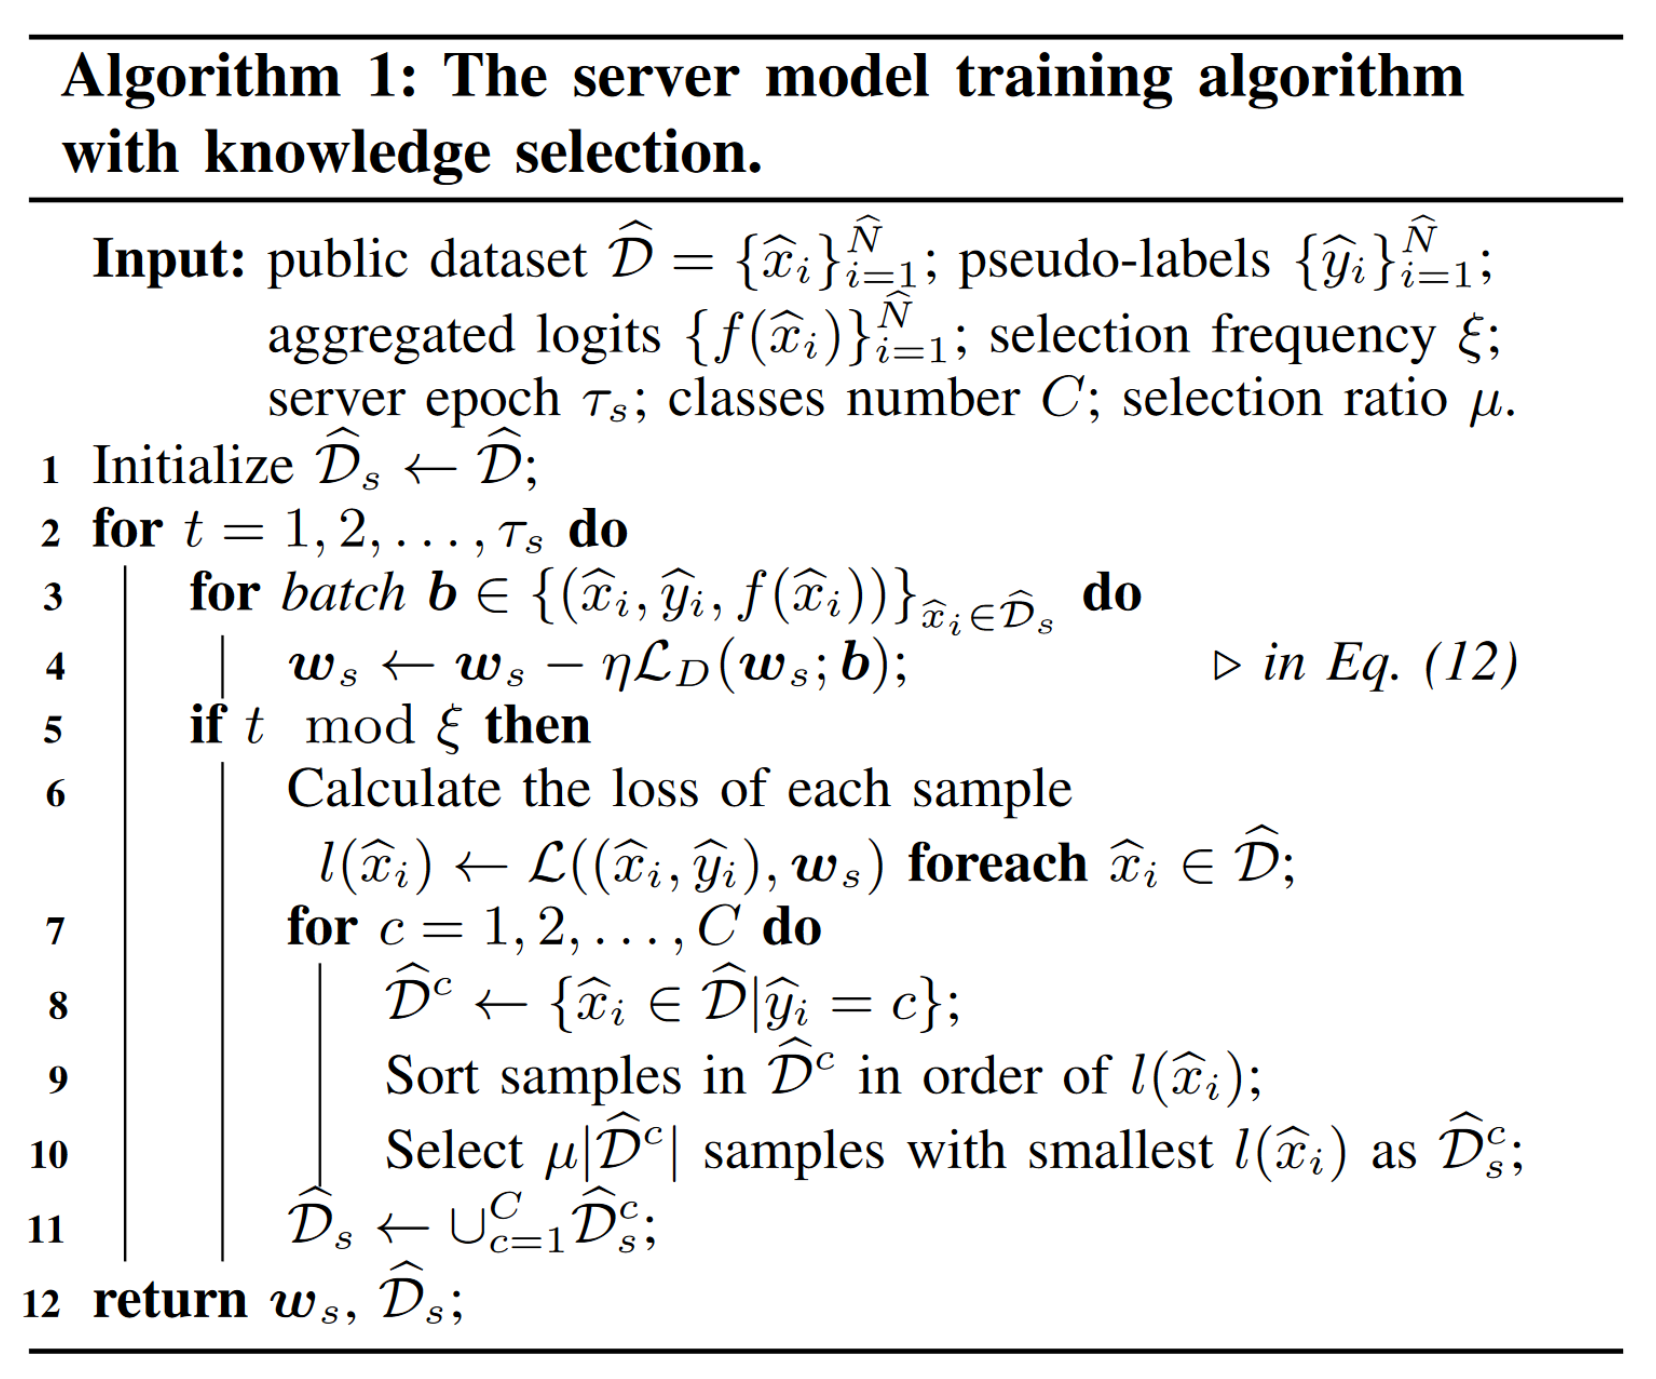 Algorithm 1: The server model training algorithm
with knowledge selection.
Input: public dataset $\widehat{\mathcal{D}} = \{\widehat{x}_i\}_{i=1}^{\widehat{N}}$; pseudo-labels $\{\widehat{y}_i\}_{i=1}^{\widehat{N}}$;
aggregated logits $\{f(\widehat{x}_i)\}_{i=1}^{\widehat{N}}$; selection frequency $\xi$;
server epoch $\tau_s$; classes number $C$; selection ratio $\mu$.
1 Initialize $\widehat{\mathcal{D}}_s \leftarrow \widehat{\mathcal{D}}$;
2 for $t = 1, 2, \ldots, \tau_s$ do
3 for batch $\boldsymbol{b} \in \{(\widehat{x}_i, \widehat{y}_i, f(\widehat{x}_i))\}_{\widehat{x}_i \in \widehat{\mathcal{D}}_s}$ do
4 $\boldsymbol{w}_s \leftarrow \boldsymbol{w}_s - \eta \mathcal{L}_D(\boldsymbol{w}_s; \boldsymbol{b})$; ▷ in Eq. (12)
5 if $t \mod \xi$ then
6 Calculate the loss of each sample
$l(\widehat{x}_i) \leftarrow \mathcal{L}((\widehat{x}_i, \widehat{y}_i), \boldsymbol{w}_s)$ foreach $\widehat{x}_i \in \widehat{\mathcal{D}}$;
7 for $c = 1, 2, \ldots, C$ do
8 $\widehat{\mathcal{D}}^c \leftarrow \{\widehat{x}_i \in \widehat{\mathcal{D}} | \widehat{y}_i = c\}$;
9 Sort samples in $\widehat{\mathcal{D}}^c$ in order of $l(\widehat{x}_i)$;
10 Select $\mu|\widehat{\mathcal{D}}^c|$ samples with smallest $l(\widehat{x}_i)$ as $\widehat{\mathcal{D}}_s^c$;
11 $\widehat{\mathcal{D}}_s \leftarrow \cup_{c=1}^{C} \widehat{\mathcal{D}}_s^c$;
12 return $\boldsymbol{w}_s$, $\widehat{\mathcal{D}}_s$;